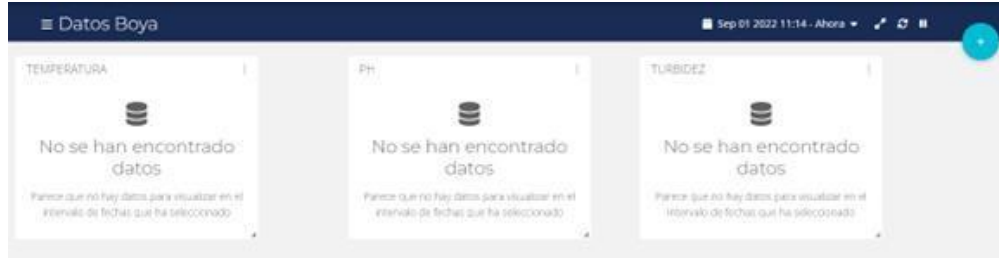 Datos Boya
Sep 01 2022 11:14 - Ahora
TEMPERATURA
No se han encontrado
datos
Parece que no hay datos para visualizar en el
intervalo de fechas que ha seleccionado
PH
No se han encontrado
datos
Parece que no hay datos para visualizar en el
intervalo de fechas que ha seleccionado
TURBIDEZ
No se han encontrado
datos
Parece que no hay datos para visualizar en el
intervalo de fechas que ha seleccionado